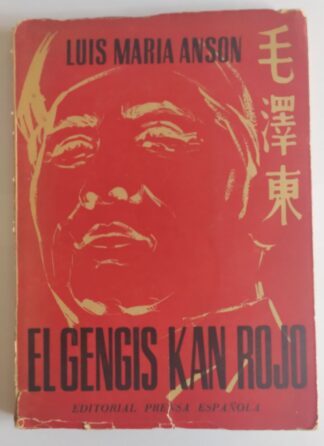 LUIS MARIA ANSON
毛澤東
EL GENGIS KAN ROJO
EDITORIAL PRENSA ESPAÑOLA